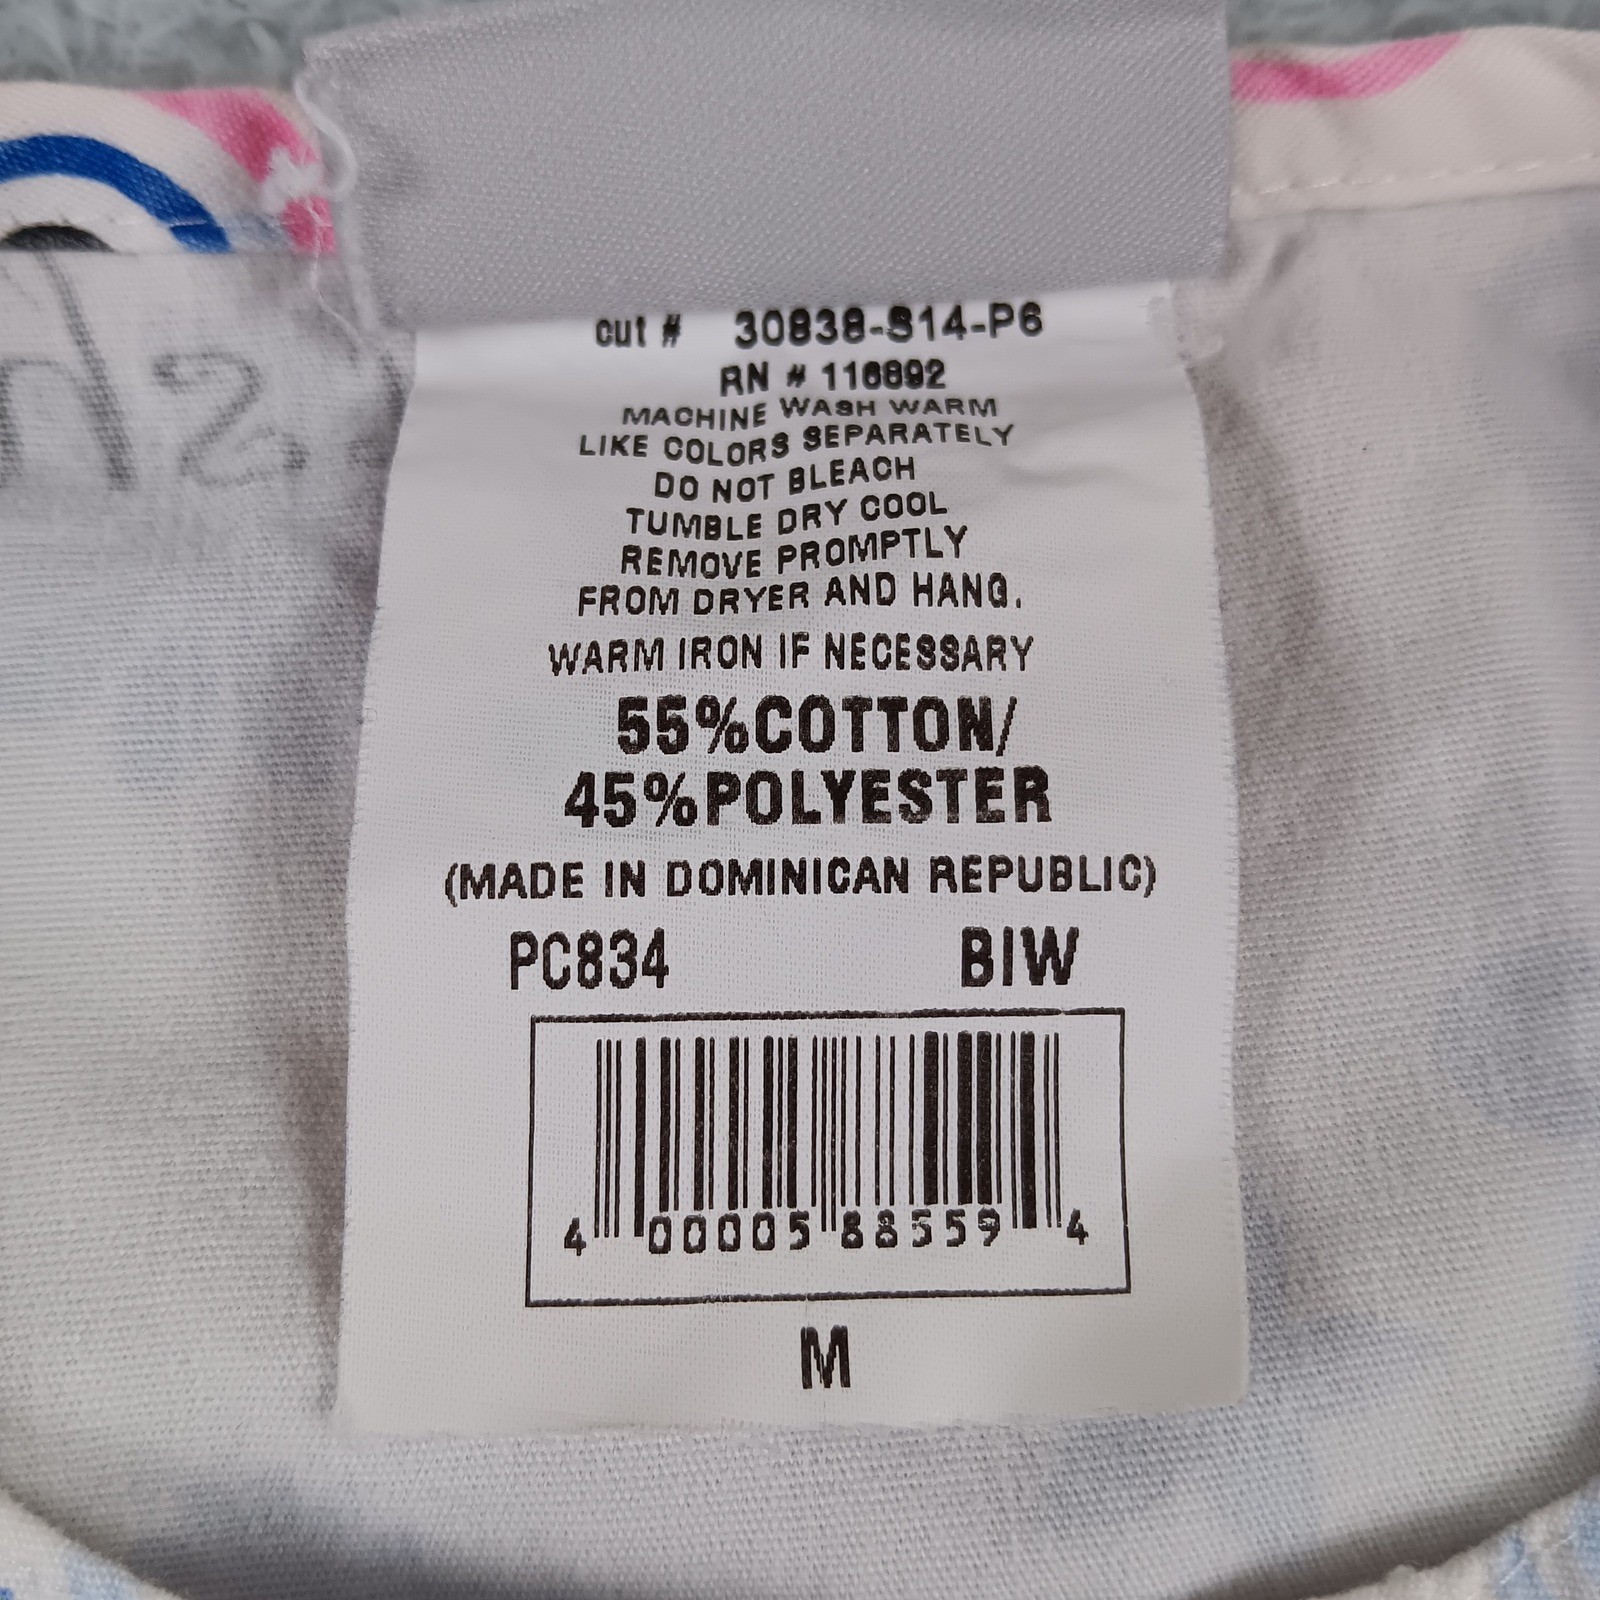 cut # 30838-S14-P6
RN # 116892
MACHINE WASH WARM
LIKE COLORS SEPARATELY
DO NOT BLEACH
TUMBLE DRY COOL
REMOVE PROMPTLY
FROM DRYER AND HANG.
WARM IRON IF NECESSARY
55%COTTON/
45%POLYESTER
(MADE IN DOMINICAN REPUBLIC)
PC834 BIW
4 00005 88559 4
M